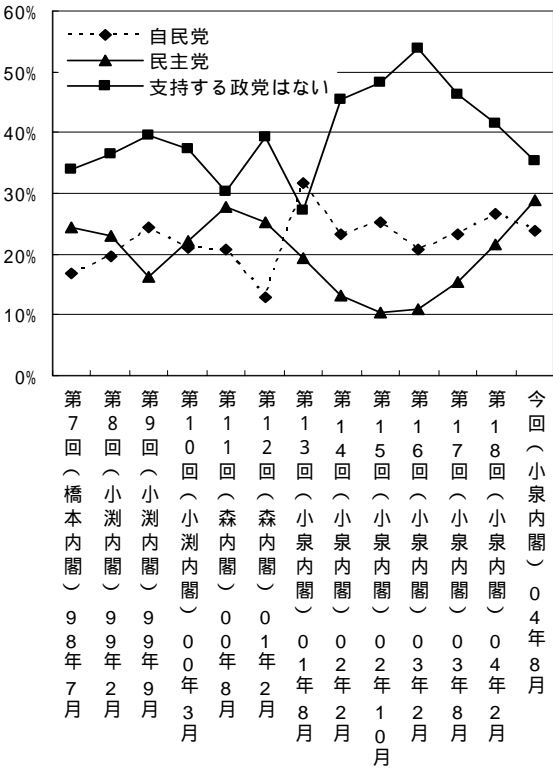 60%
50%
40%
30%
20%
10%
0%
自民党
民主党
支持する政党はない
第7回(橋本内閣) 98年7月
第8回(小渕内閣) 99年2月
第9回(小渕内閣) 99年9月
第10回(小渕内閣) 00年3月
第11回(森内閣) 00年8月
第12回(森内閣) 01年2月
第13回(小泉内閣) 01年8月
第14回(小泉内閣) 02年2月
第15回(小泉内閣) 02年10月
第16回(小泉内閣) 03年2月
第17回(小泉内閣) 03年8月
第18回(小泉内閣) 04年2月
今回(小泉内閣) 04年8月